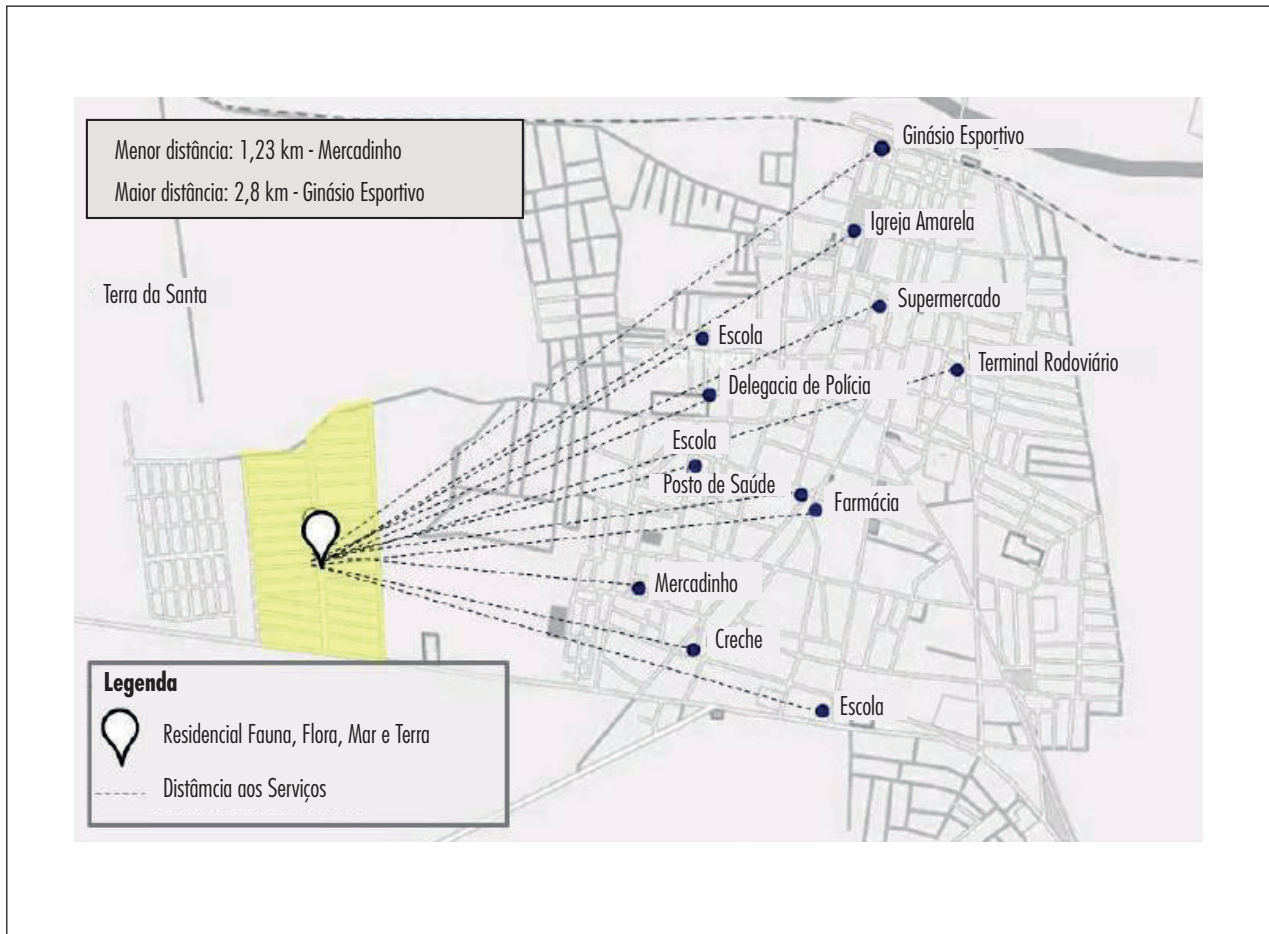 Menor distância: 1,23 km - Mercadinho
Maior distância: 2,8 km - Ginásio Esportivo
Ginásio Esportivo
Igreja Amarela
Terra da Santa
Supermercado
Escola
Terminal Rodoviário
Delegacia de Polícia
Escola
Posto de Saúde
Farmácia
Mercadinho
Creche
Escola
Legenda
Residencial Fauna, Flora, Mar e Terra
Distâmcia aos Serviços